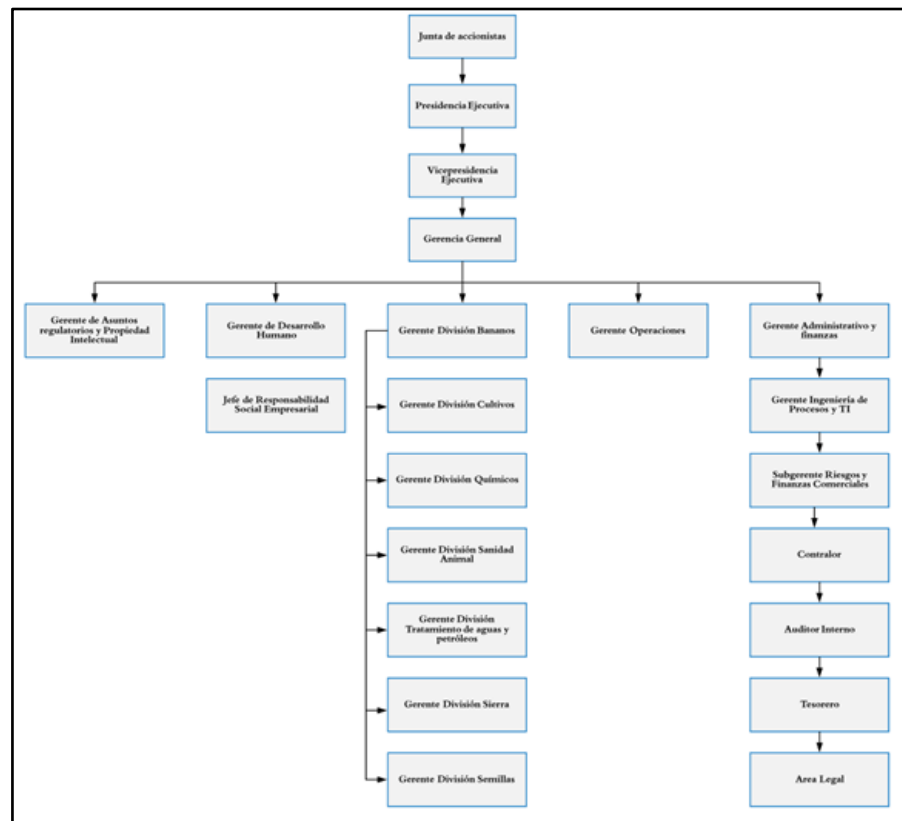 Junta de accionistas
Presidencia Ejecutiva
Vicepresidencia
Ejecutiva
Gerencia General
Gerente de Asuntos
regulatorios y Propiedad
Intelectual
Gerente de Desarrollo
Humano
Gerente División Bananos
Gerente Operaciones
Gerente Administrativo y
finanzas
Jefe de Responsabilidad
Social Empresarial
Gerente División Cultivos
Gerente Ingeniería de
Procesos y TI
Gerente División Químicos
Subgerente Riesgos y
Finanzas Comerciales
Gerente División Sanidad
Animal
Contralor
Gerente División
Tratamiento de aguas y
petróleos
Auditor Interno
Gerente División Sierra
Tesorero
Gerente División Semillas
Area Legal